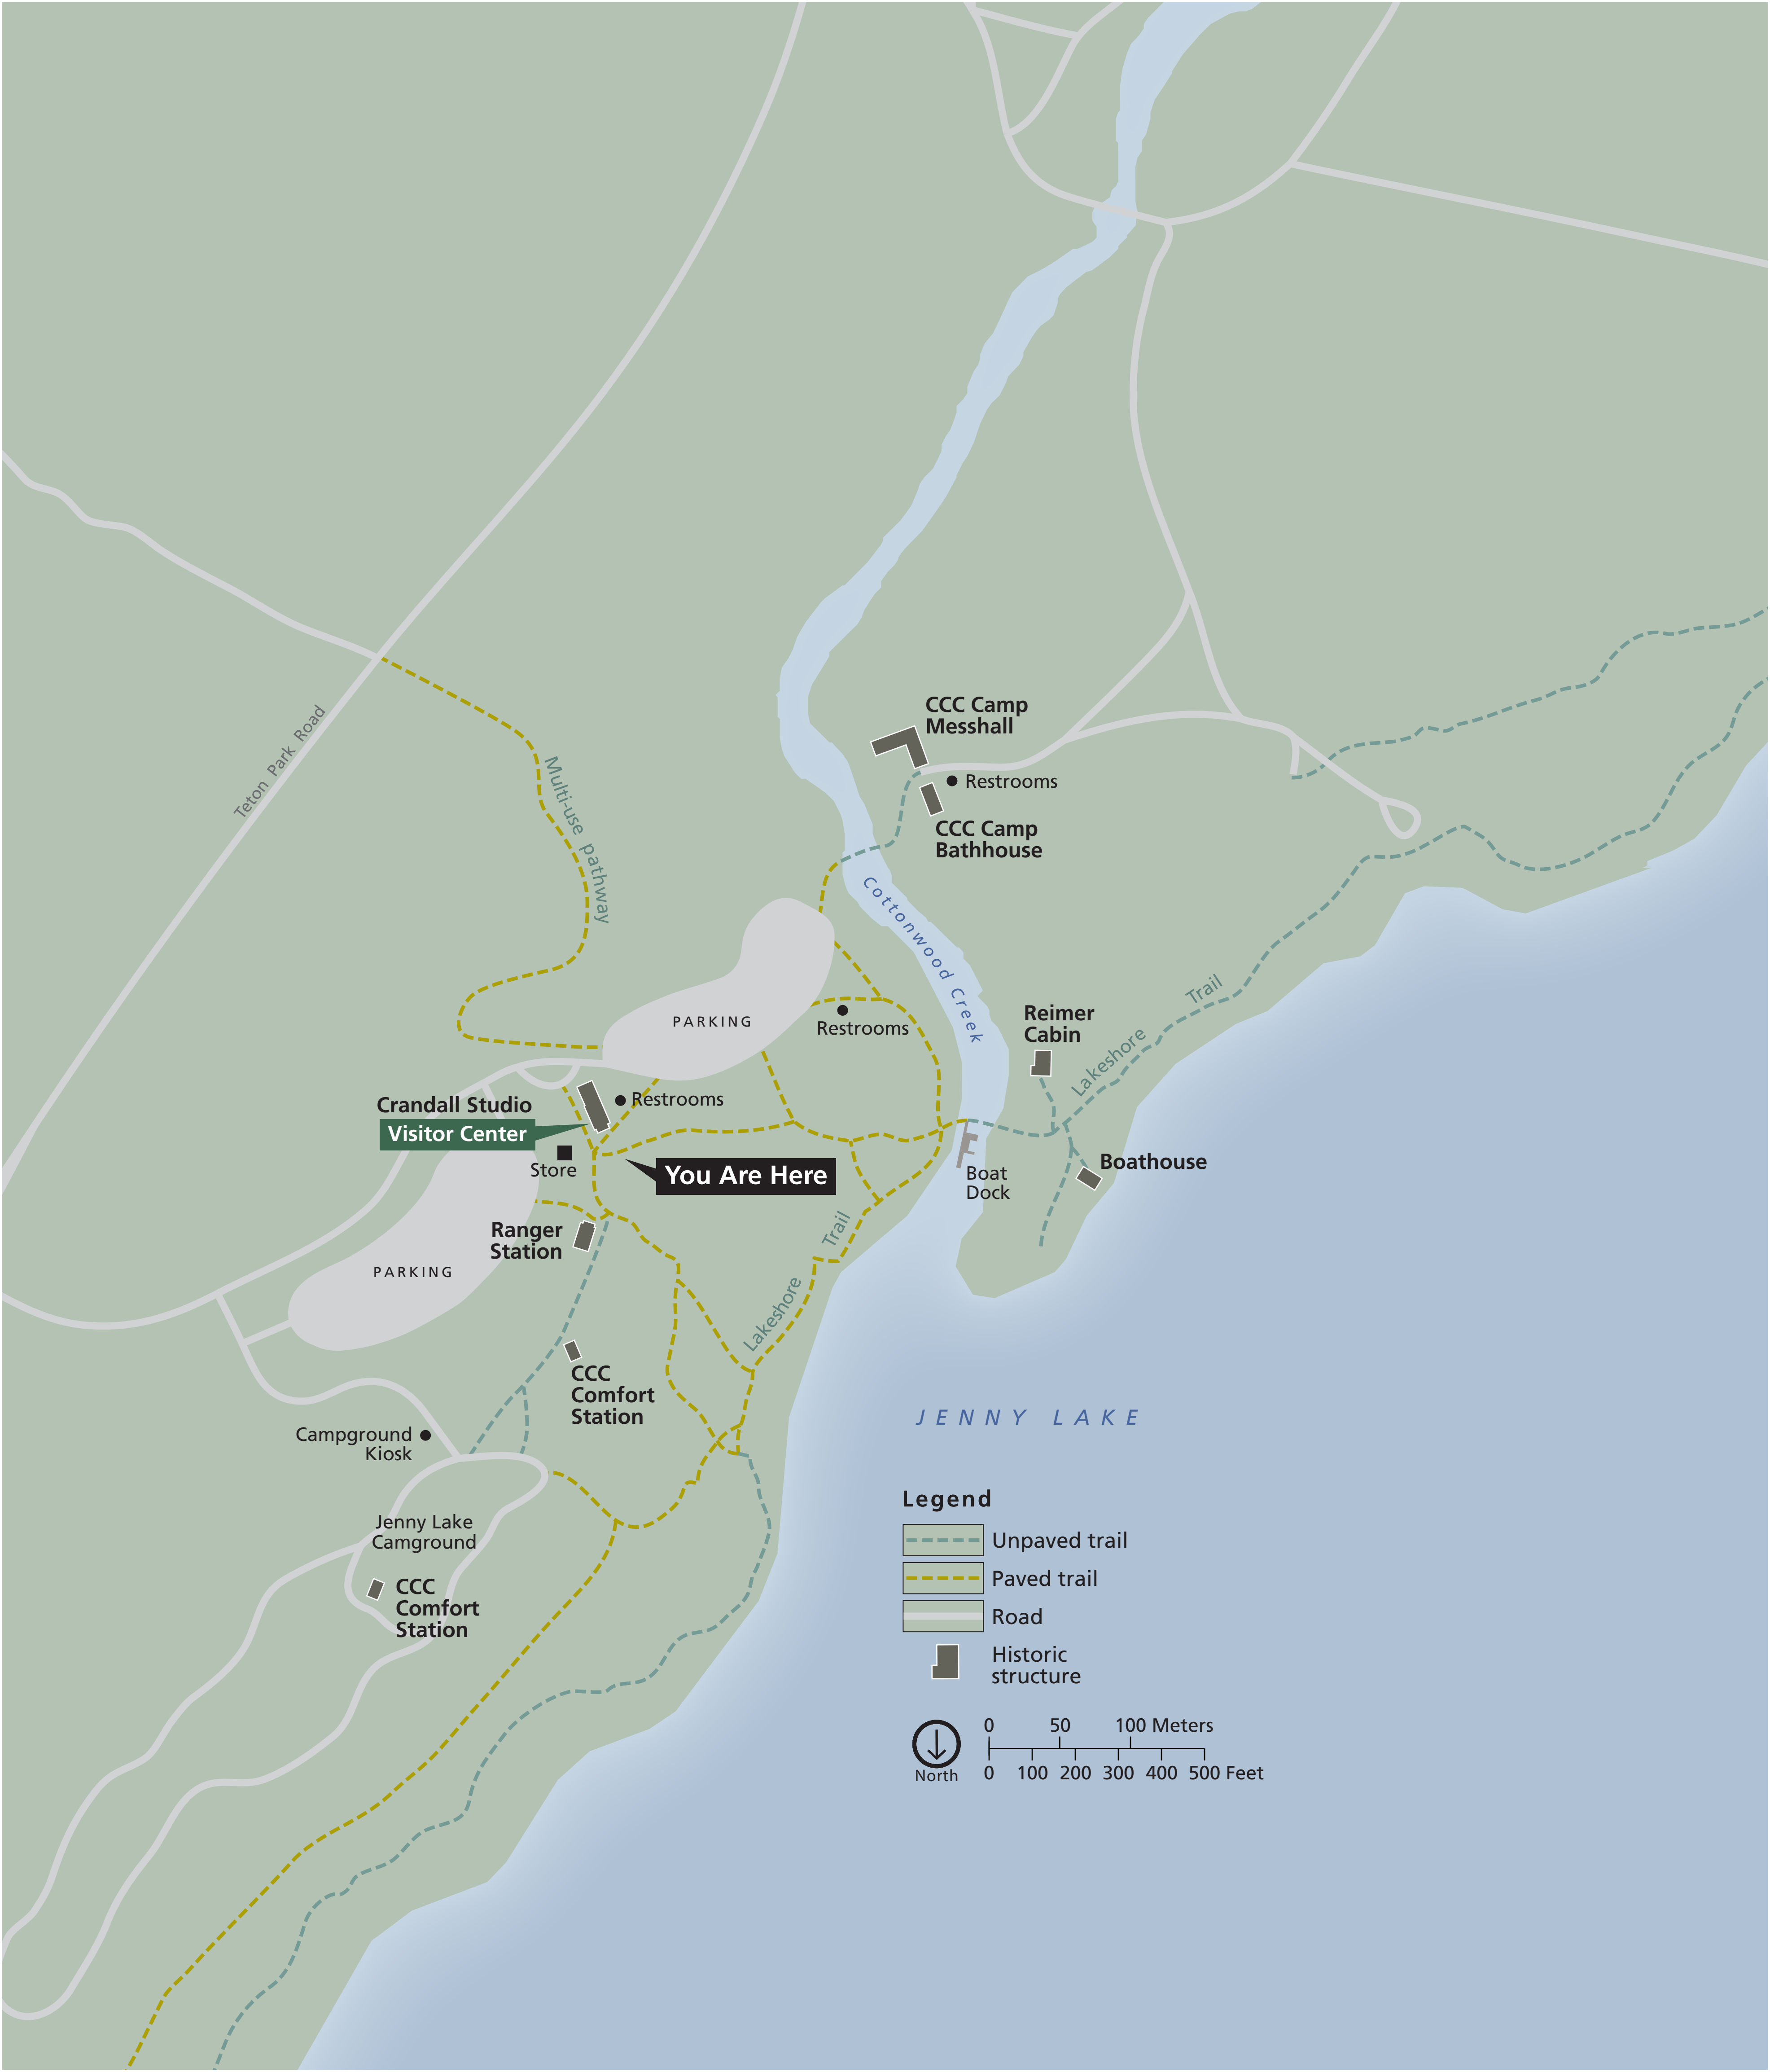 Teton Park Road
Multi-use pathway
CCC Camp
Messhall
Restrooms
CCC Camp
Bathhouse
Cottonwood Creek
PARKING
Restrooms
Reimer
Cabin
Lakeshore Trail
Crandall Studio
Visitor Center
Restrooms
Store
You Are Here
Boat
Dock
Boathouse
Ranger
Station
PARKING
Lakeshore Trail
CCC
Comfort
Station
Campground
Kiosk
JENNY LAKE
Jenny Lake
Camground
CCC
Comfort
Station
Legend
Unpaved trail
Paved trail
Road
Historic
structure
North
0 50 100 Meters
0 100 200 300 400 500 Feet